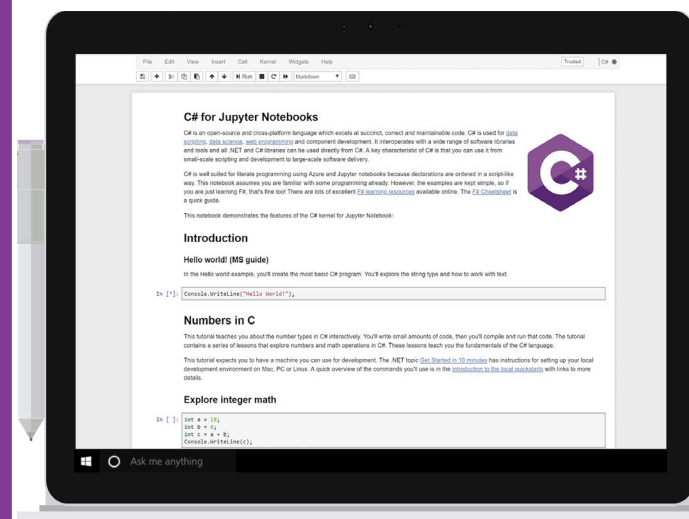 File Edit View Insert Cell Kernel Widgets Help Trusted C#
Run Markdown
C# for Jupyter Notebooks
C# is an open-source and cross-platform language which excels at succinct, correct and maintainable code. C# is used for data
scripting, data science, web programming and component development. It interoperates with a wide range of software libraries
and tools and all .NET and C# libraries can be used directly from C#. A key characteristic of C# is that you can use it from
small-scale scripting and development to large-scale software delivery.
C# is well suited for literate programming using Azure and Jupyter notebooks because declarations are ordered in a script-like
way. This notebook assumes you are familiar with some programming already. However, the examples are kept simple, so if
you are just learning F#, that's fine too! There are lots of excellent F# learning resources available online. The F# Cheetsheet is
a quick guide.
This notebook demonstrates the features of the C# kernel for Jupyter Notebook:
C#
Introduction
Hello world! (MS guide)
In the Hello world example, you'll create the most basic C# program. You'll explore the string type and how to work with text.
In [*]: Console.WriteLine("Hello World!");
Numbers in C
This tutorial teaches you about the number types in C# interactively. You'll write small amounts of code, then you'll compile and run that code. The tutorial
contains a series of lessons that explore numbers and math operations in C#. These lessons teach you the fundamentals of the C# language.
This tutorial expects you to have a machine you can use for development. The .NET topic Get Started in 10 minutes has instructions for setting up your local
development environment on Mac, PC or Linux. A quick overview of the commands you'll use is in the introduction to the local quickstarts with links to more
details.
Explore integer math
In [ ]: int a = 18;
int b = 6;
int c = a + b;
Console.WriteLine(c);
Ask me anything